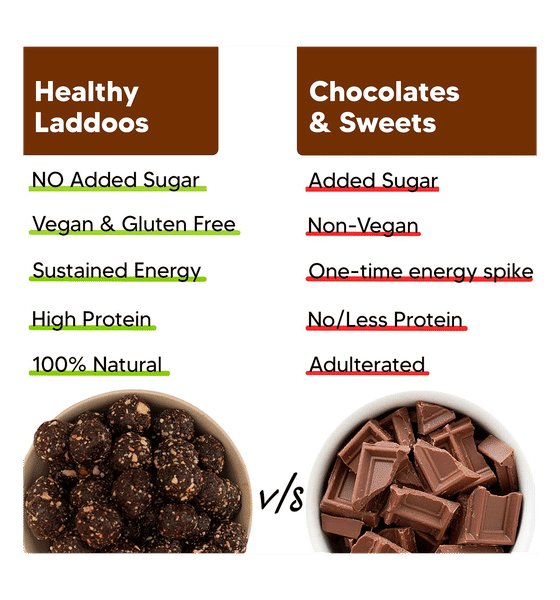 Healthy
Laddoos
Chocolates
& Sweets
NO Added Sugar
Added Sugar
Vegan & Gluten Free
Non-Vegan
Sustained Energy
One-time energy spike
High Protein
No/Less Protein
100% Natural
Adulterated
v/s